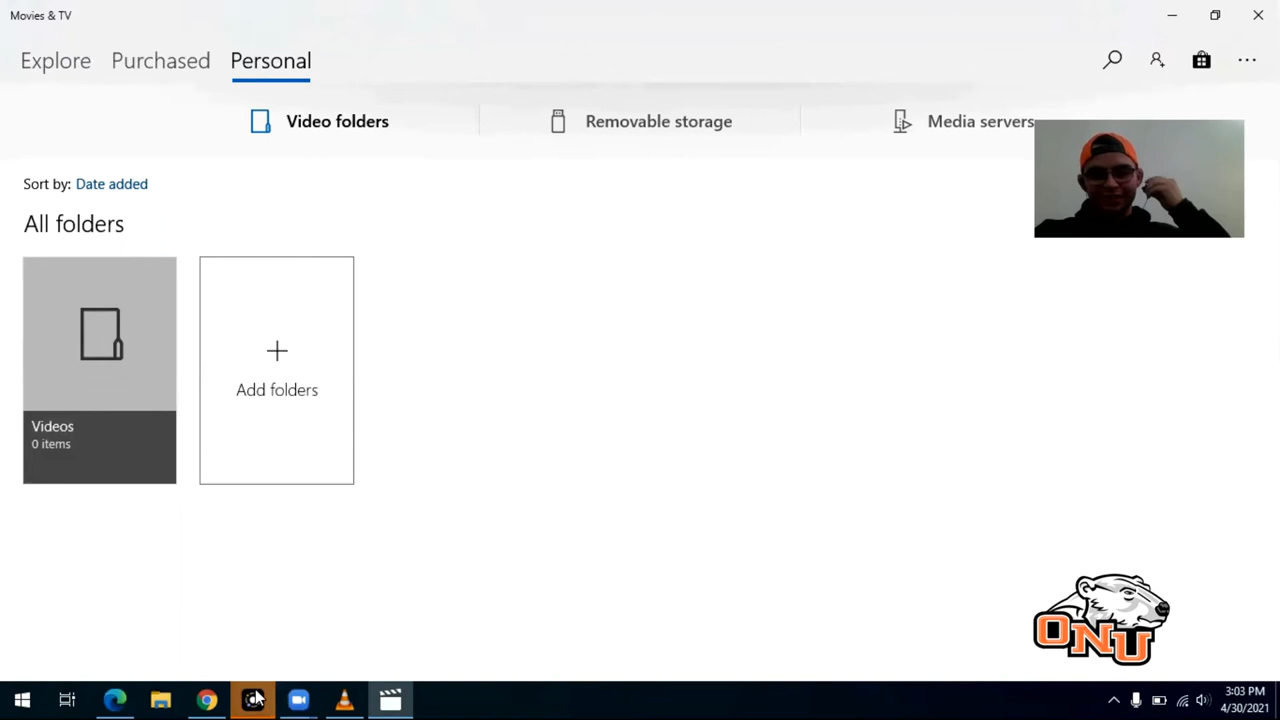 Movies & TV
Explore
Purchased
Personal
Video folders
Removable storage
Media servers
Sort by: Date added
All folders
Videos
0 items
Add folders
ONU
3:03 PM
4/30/2021